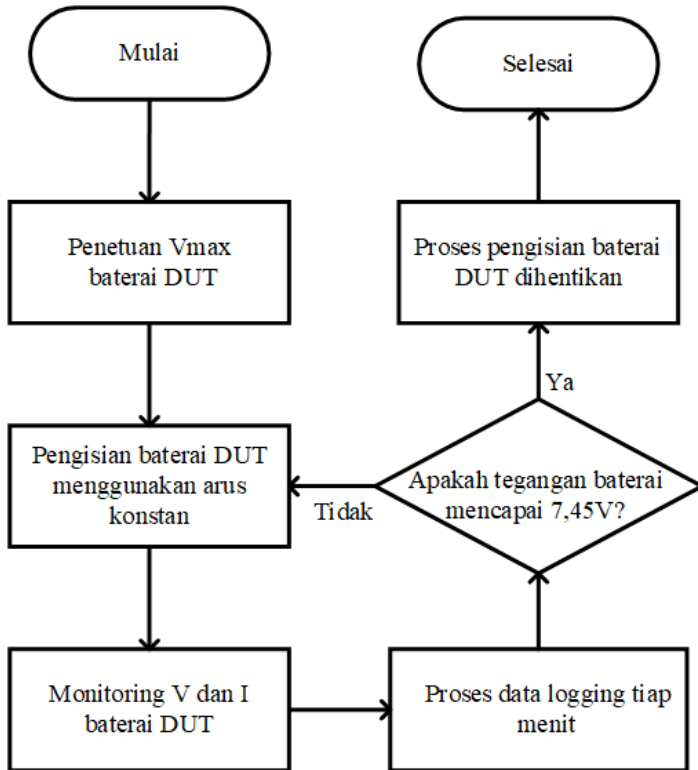 Mulai
Penetuan Vmax
baterai DUT
Pengisian baterai DUT
menggunakan arus
konstan
Monitoring V dan I
baterai DUT
Proses data logging tiap
menit
Apakah tegangan baterai
mencapai 7,45V?
Tidak
Ya
Proses pengisian baterai
DUT dihentikan
Selesai